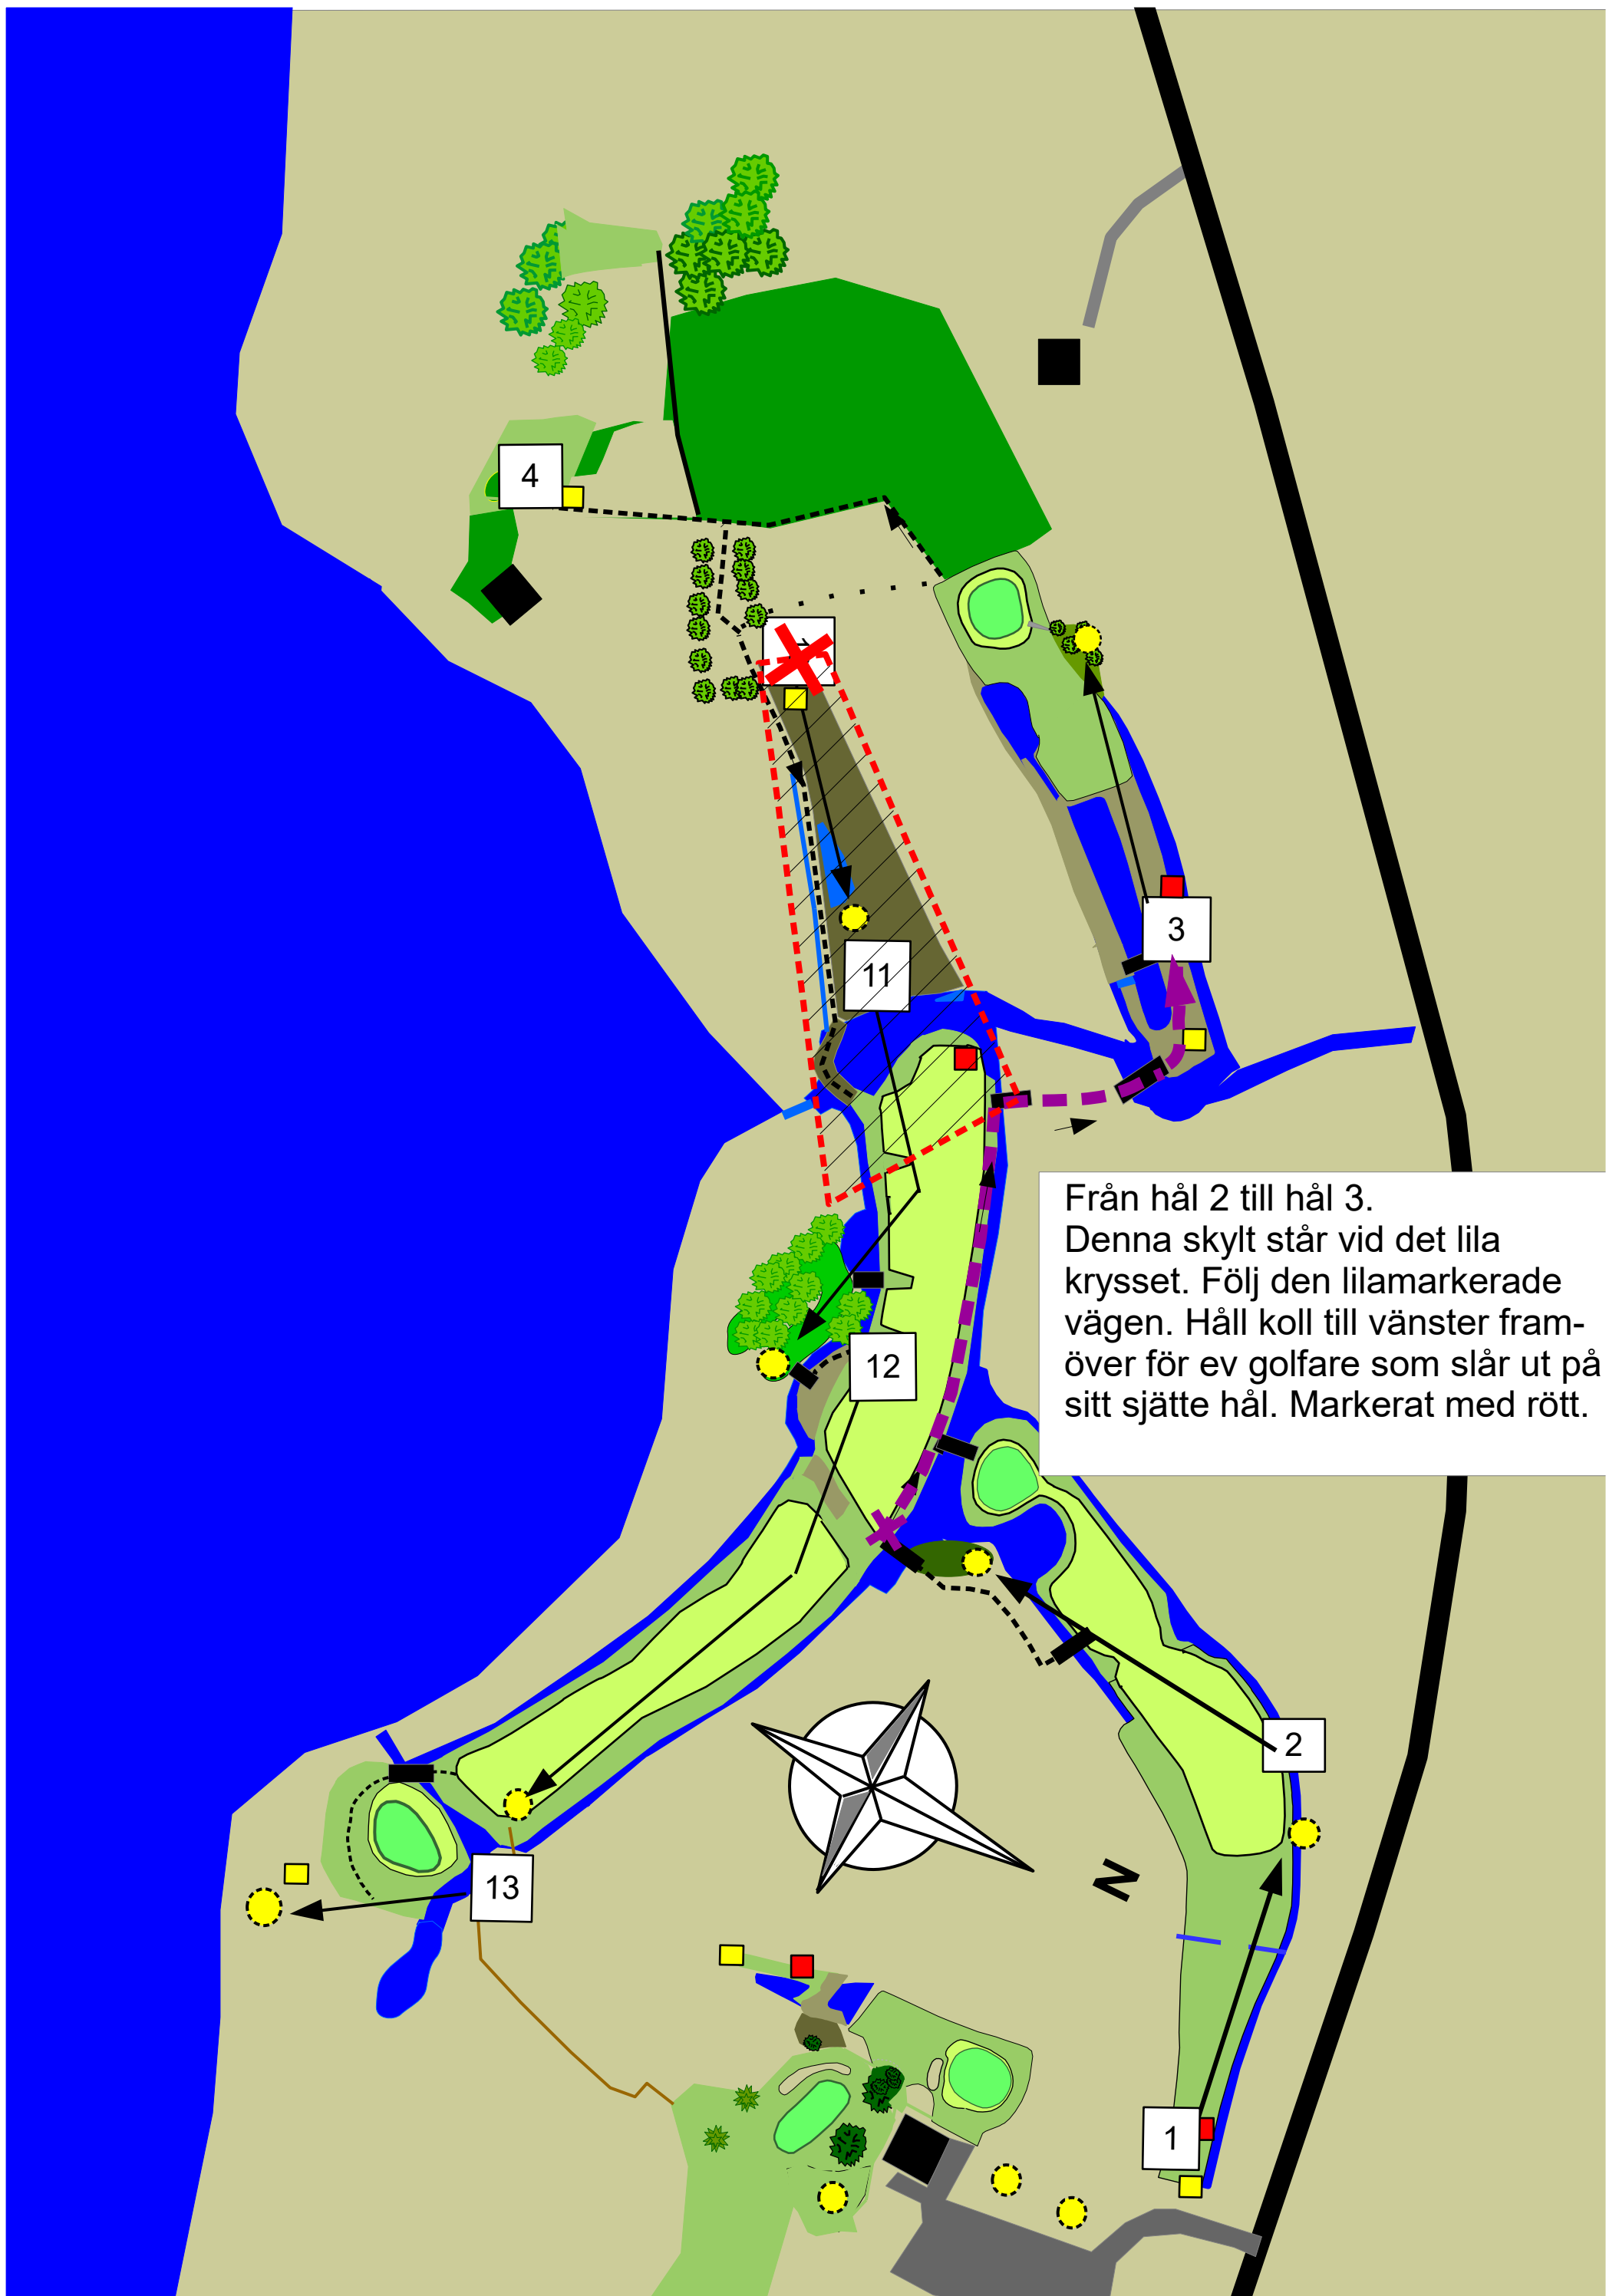 4
11
3
Från hål 2 till hål 3.
Denna skylt står vid det lila
krysset. Följ den lilamarkerade
vägen. Håll koll till vänster fram-
över för ev golfare som slår ut på
sitt sjätte hål. Markerat med rött.
12
2
N
13
1